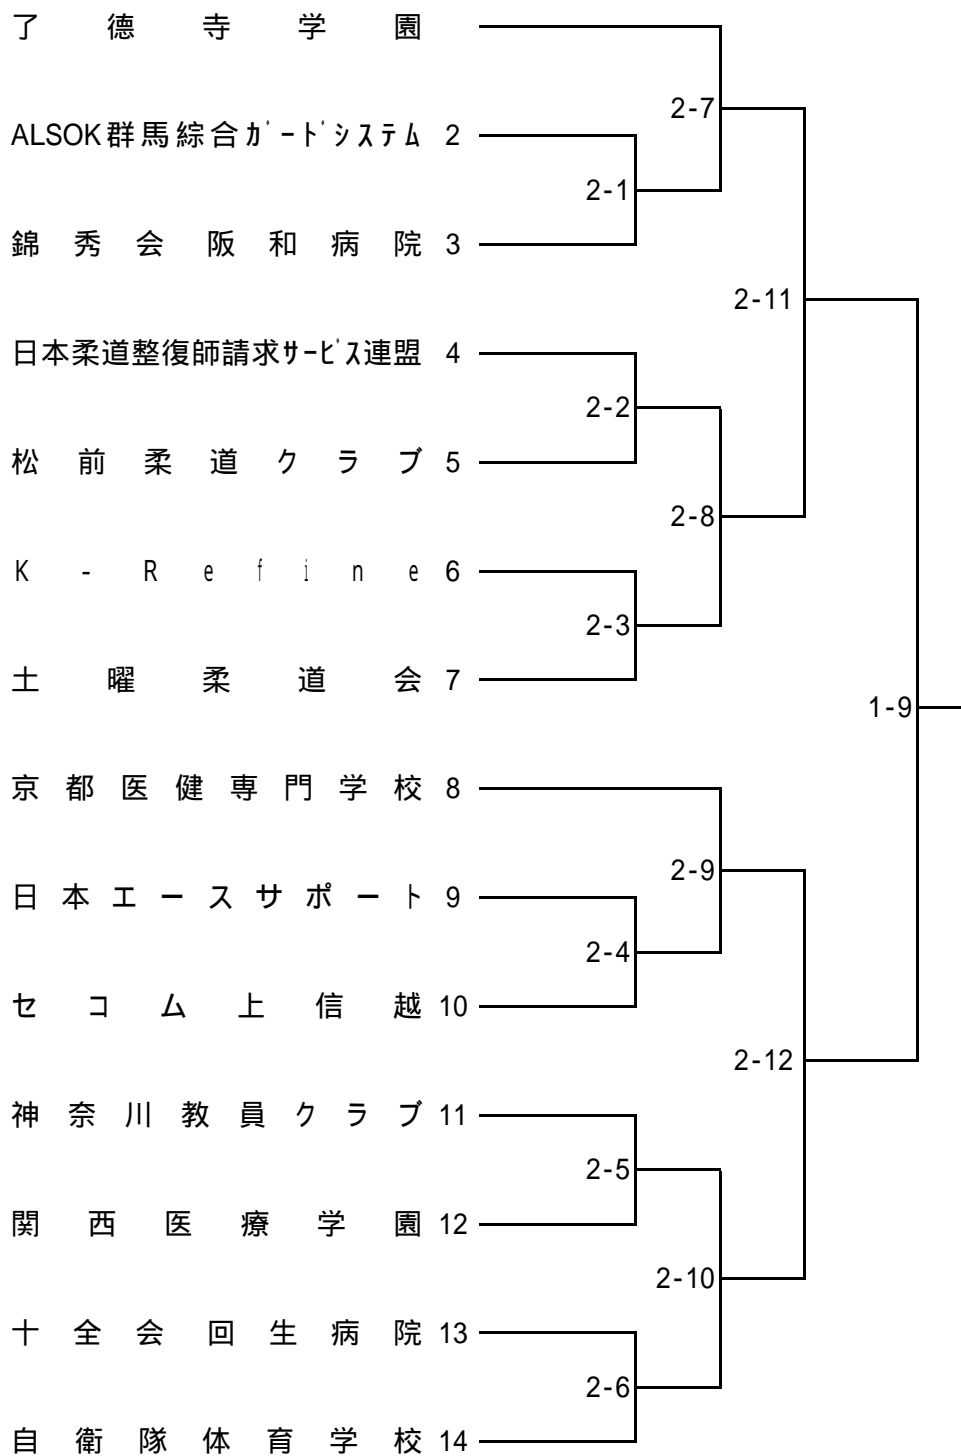 了德寺学園
2-7
ALSOK群馬綜合ガードシステム 2
2-1
錦秀会阪和病院 3
2-11
日本柔道整復師請求サービス連盟 4
2-2
松前柔道クラブ 5
2-8
K-Refine 6
2-3
土曜柔道会 7
1-9
京都医健専門学校 8
2-9
日本エースサポート 9
2-4
セコム上信越 10
2-12
神奈川教員クラブ 11
2-5
関西医療学園 12
2-10
十全会回生病院 13
2-6
自衛隊体育学校 14